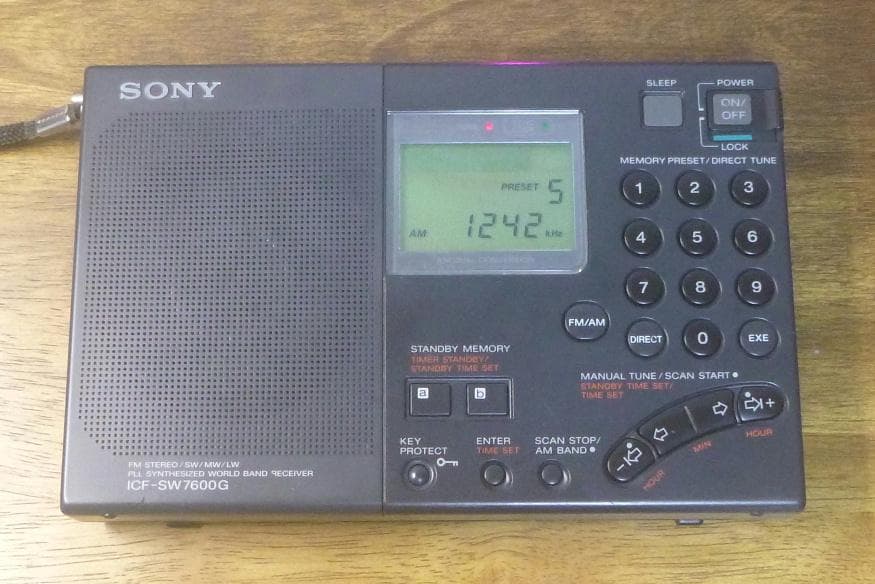 SONY
SLEEP
POWER
ON/
OFF
LOCK
MEMORY PRESET/DIRECT TUNE
PRESET 5
AM 1242 kHz
1 2 3
4 5 6
7 8 9
FM/AM
DIRECT
0
EXE
STANDBY MEMORY
TIMER STANDBY/
STANDBY TIME SET
a b
MANUAL TUNE/SCAN START
STANDBY TIME SET/
TIME SET
- +
HOUR
MIN
HOUR
KEY
PROTECT
ENTER
TIME SET
SCAN STOP/
AM BAND
FM STEREO/SW/MW/LW
PLL SYNTHESIZED WORLD BAND RECEIVER
ICF-SW7600G